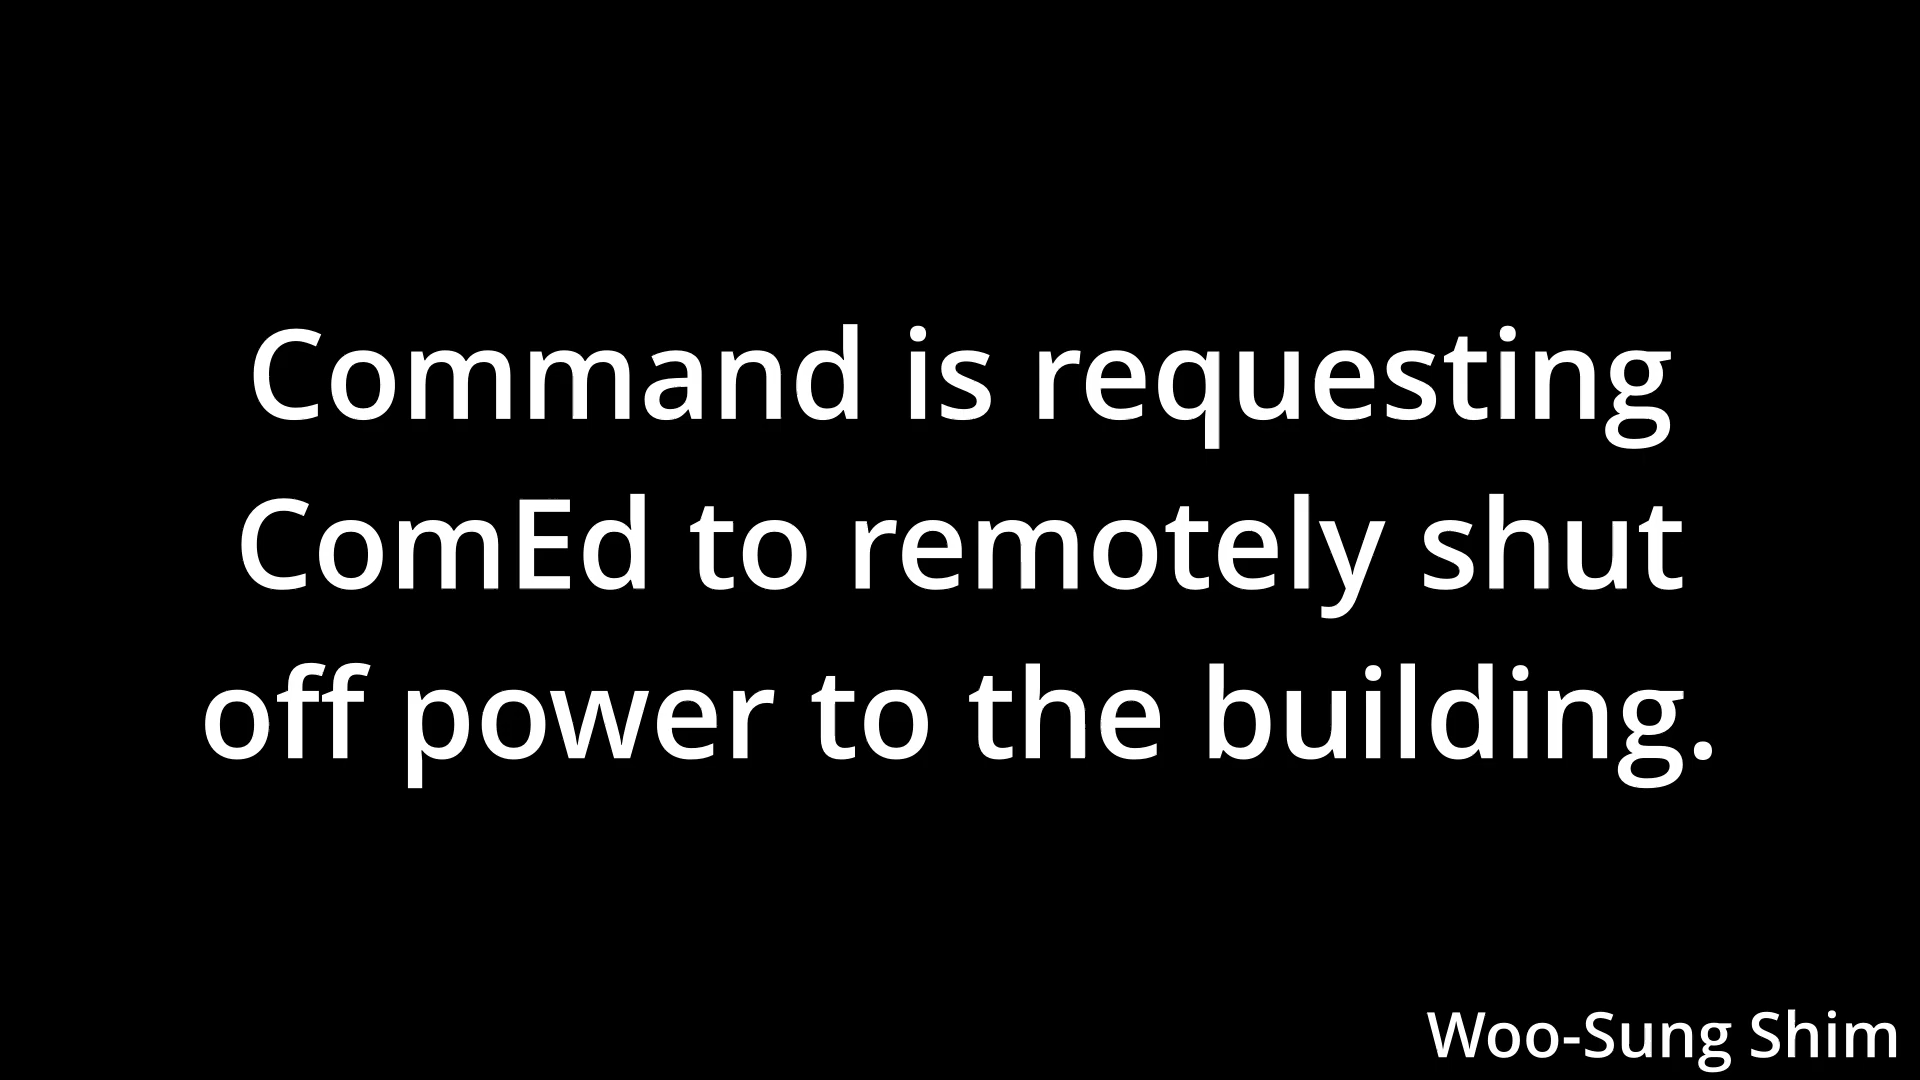 Command is requesting
ComEd to remotely shut
off power to the building.
Woo-Sung Shim